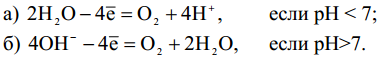 а) 2H₂O – 4ē = O₂ + 4H⁺, если pH < 7;
б) 4OH⁻ – 4ē = O₂ + 2H₂O, если pH>7.